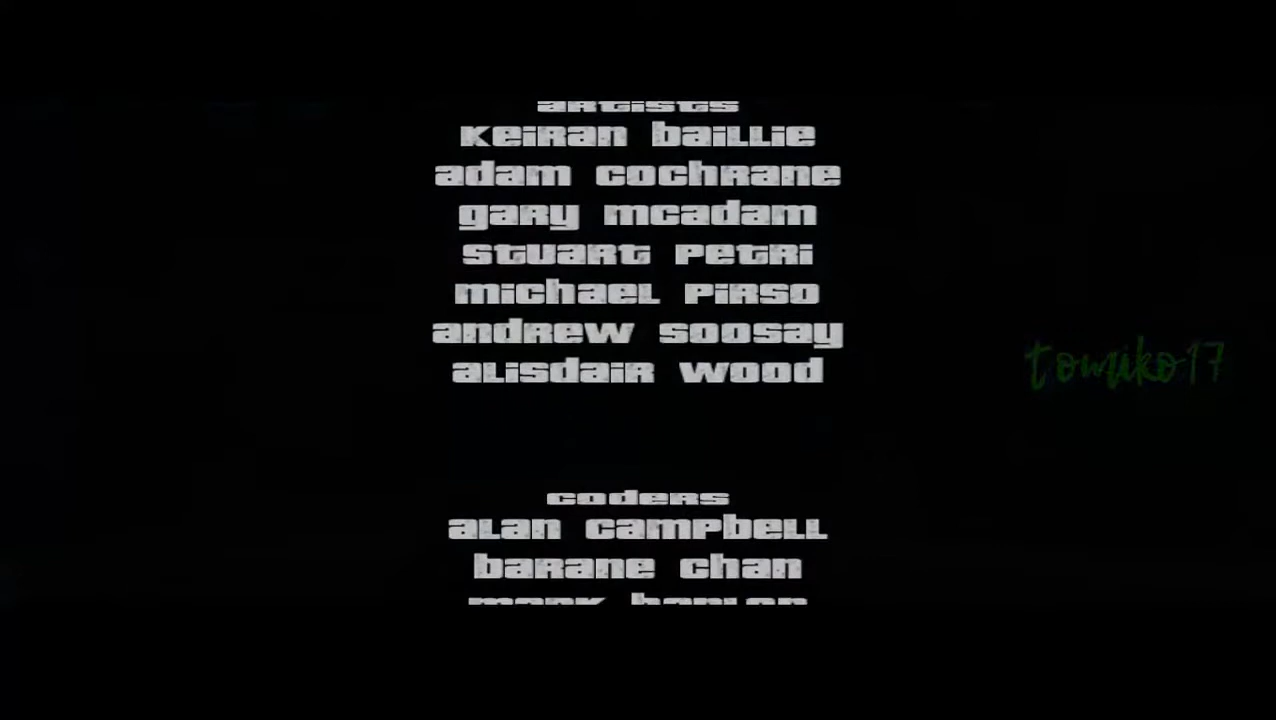 artists
Keiran baiLLie
adam cochrane
gary mcadam
stuart petri
michaeL pirso
andrew soosay
aLisdair wood
tomiko17
coders
aLan campbeLL
barane chan